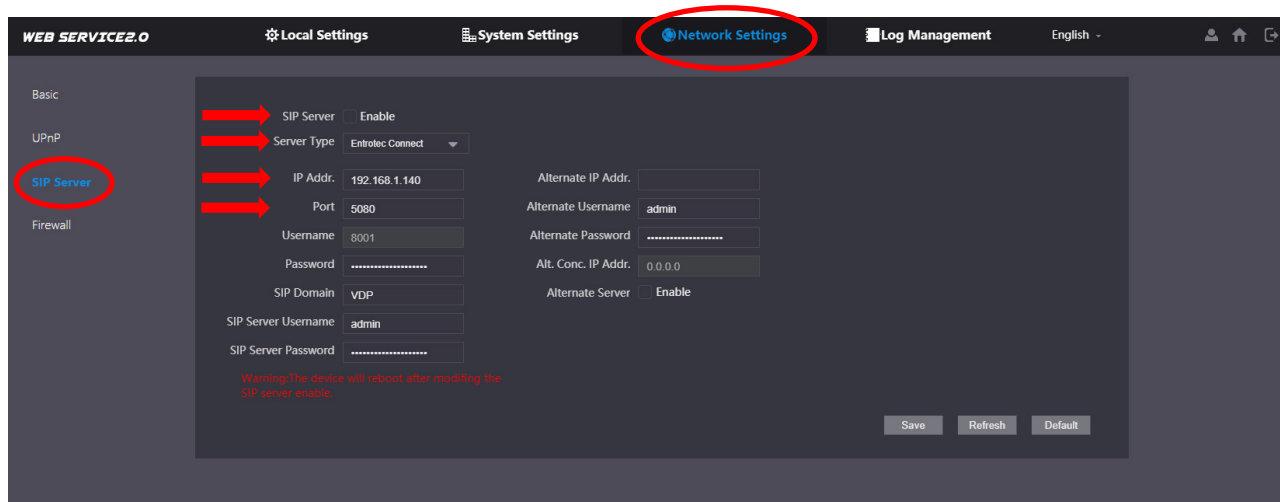 WEB SERVICE2.0 Local Settings System Settings Network Settings Log Management English
Basic
UPnP
SIP Server
Firewall
SIP Server Enable
Server Type Entrotec Connect
IP Addr. 192.168.1.140 Alternate IP Addr.
Port 5080 Alternate Username admin
Username 8001 Alternate Password ••••••••••••••••••••
Password ••••••••••••••••••••  Alt. Conc. IP Addr. 0.0.0.0
SIP Domain VDP Alternate Server Enable
SIP Server Username admin
SIP Server Password ••••••••••••••••••••
Warning:The device will reboot after modifing the
SIP server enable.
Save Refresh Default